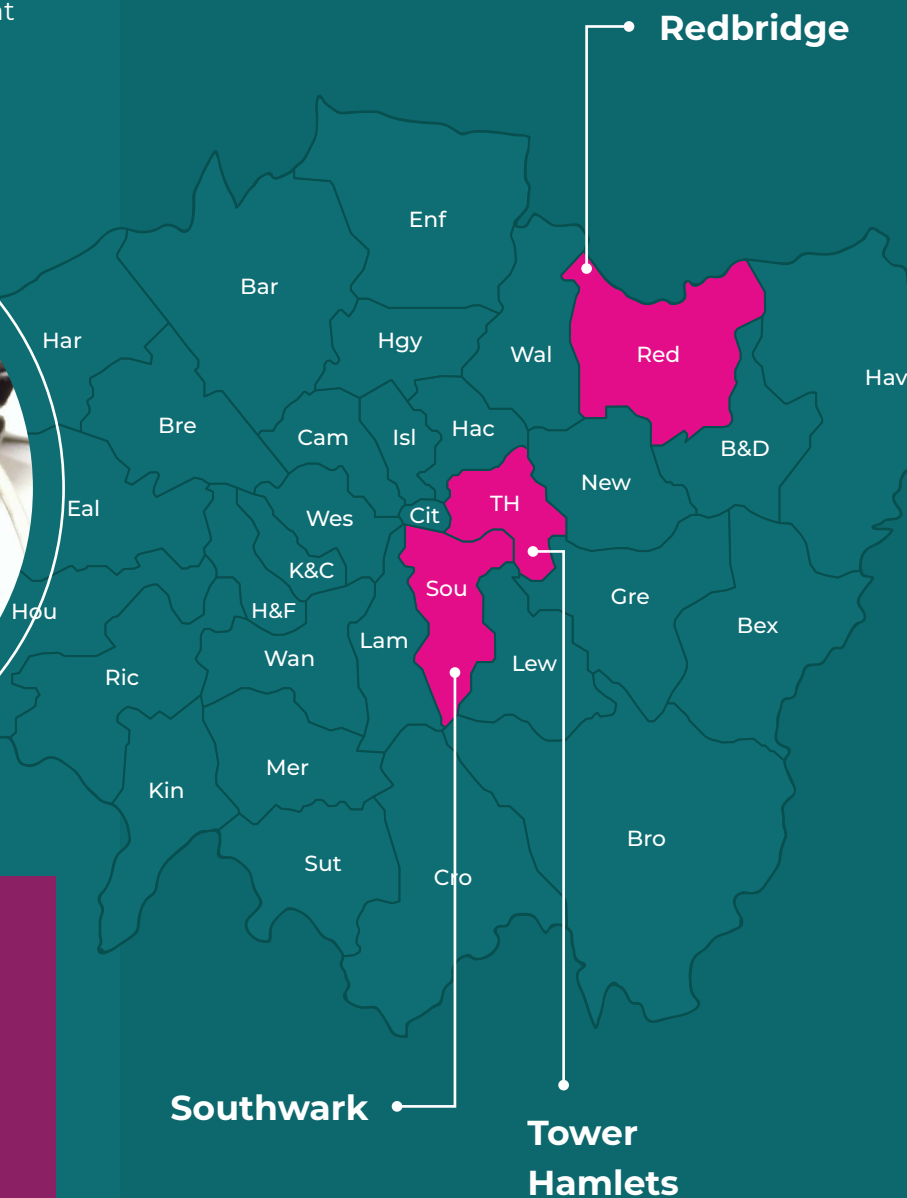 Redbridge
Enf
Bar
Har
Hgy
Wal
Red
Hav
Bre
Cam
Isl
Hac
B&D
New
Eal
Wes
Cit
TH
K&C
Sou
Gre
Hou
H&F
Bex
Lam
Wan
Lew
Ric
Mer
Kin
Bro
Sut
Cro
Southwark
Tower
Hamlets